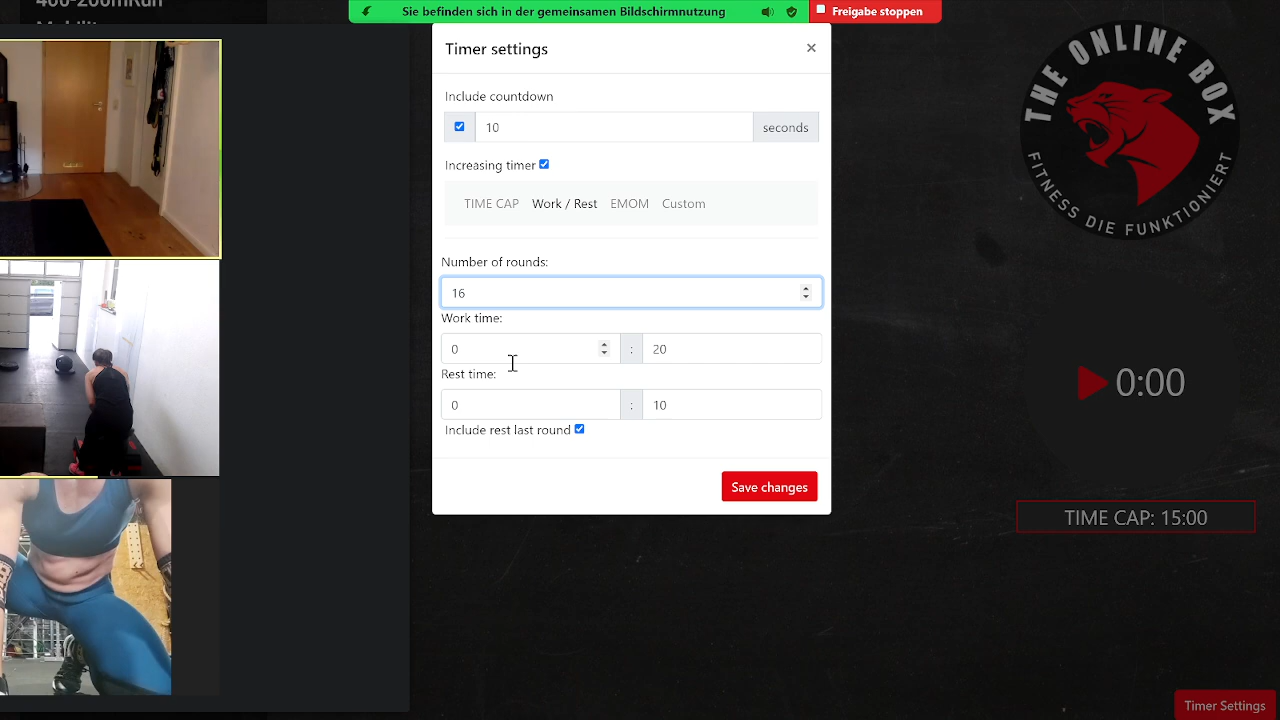 400-200mRun
Sie befinden sich in der gemeinsamen Bildschirmnutzung
Freigabe stoppen
Timer settings
×
Include countdown
10
seconds
Increasing timer
TIME CAP
Work / Rest
EMOM
Custom
Number of rounds:
16
Work time:
0
:
20
Rest time:
0
:
10
Include rest last round
Save changes
THE ONLINE BOX
FITNESS DIE FUNKTIONIERT
0:00
TIME CAP: 15:00
Timer Settings